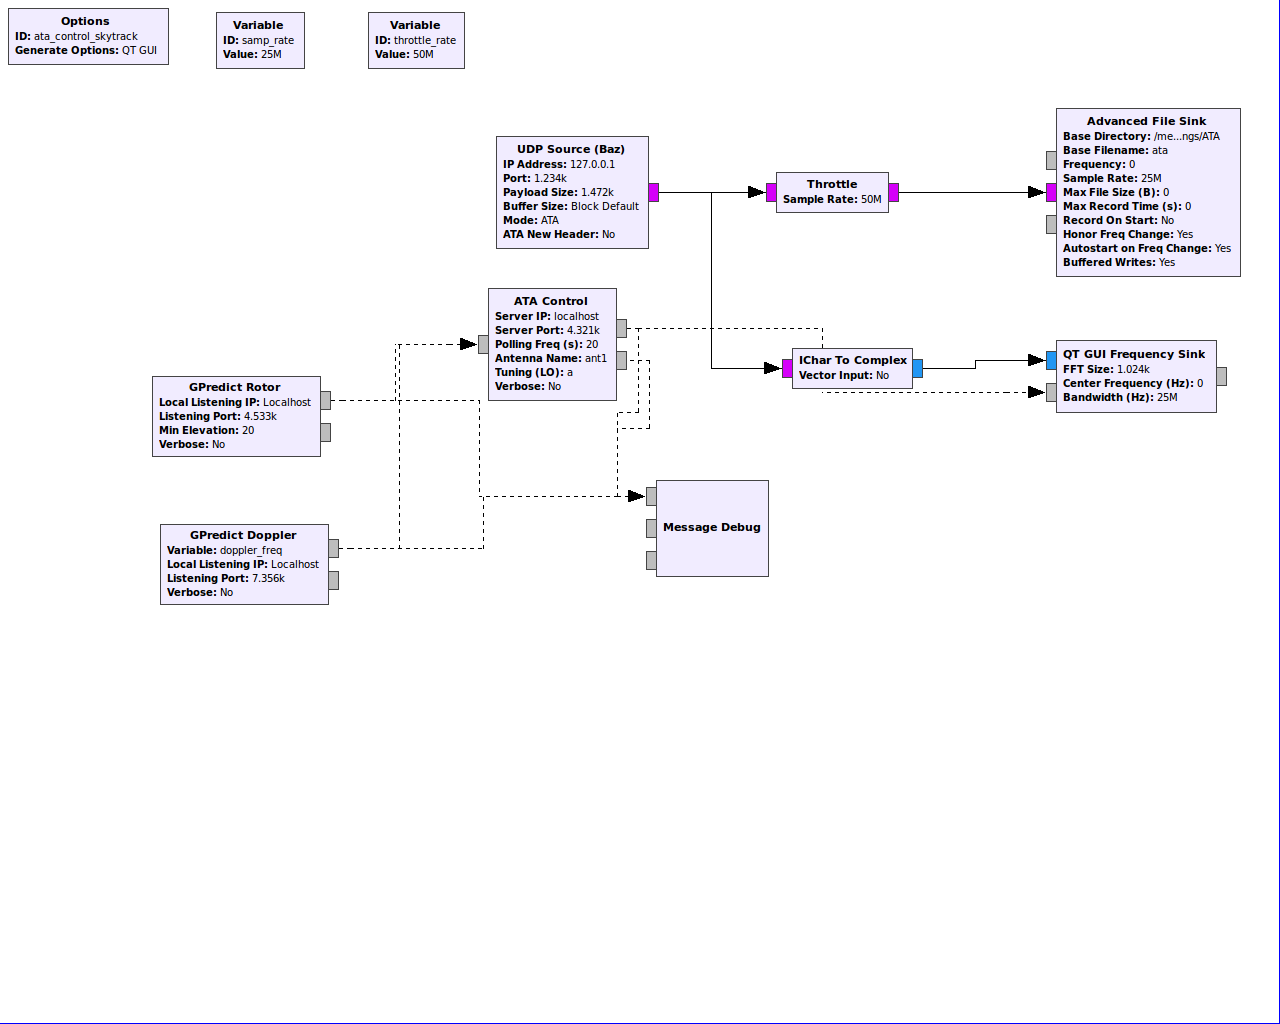 Options
ID: ata_control_skytrack
Generate Options: QT GUI
Variable
ID: samp_rate
Value: 25M
Variable
ID: throttle_rate
Value: 50M
UDP Source (Baz)
IP Address: 127.0.0.1
Port: 1.234k
Payload Size: 1.472k
Buffer Size: Block Default
Mode: ATA
ATA New Header: No
Throttle
Sample Rate: 50M
Advanced File Sink
Base Directory: /me...ngs/ATA
Base Filename: ata
Frequency: 0
Sample Rate: 25M
Max File Size (B): 0
Max Record Time (s): 0
Record On Start: No
Honor Freq Change: Yes
Autostart on Freq Change: Yes
Buffered Writes: Yes
ATA Control
Server IP: localhost
Server Port: 4.321k
Polling Freq (s): 20
Antenna Name: ant1
Tuning (LO): a
Verbose: No
IChar To Complex
Vector Input: No
QT GUI Frequency Sink
FFT Size: 1.024k
Center Frequency (Hz): 0
Bandwidth (Hz): 25M
GPredict Rotor
Local Listening IP: Localhost
Listening Port: 4.533k
Min Elevation: 20
Verbose: No
Message Debug
GPredict Doppler
Variable: doppler_freq
Local Listening IP: Localhost
Listening Port: 7.356k
Verbose: No